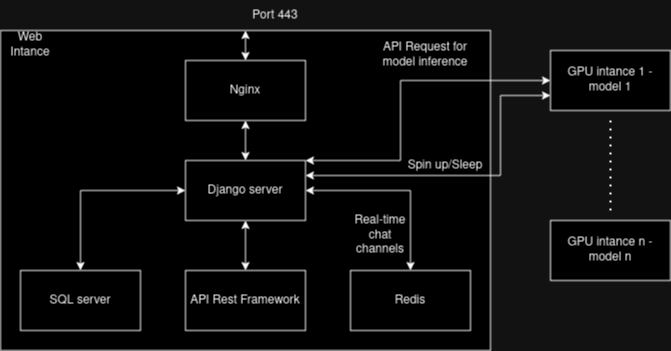 Port 443
Web
Intance
API Request for
model inference
Nginx
GPU intance 1 -
model 1
Spin up/Sleep
Django server
Real-time
chat
channels
GPU intance n -
model n
SQL server
API Rest Framework
Redis